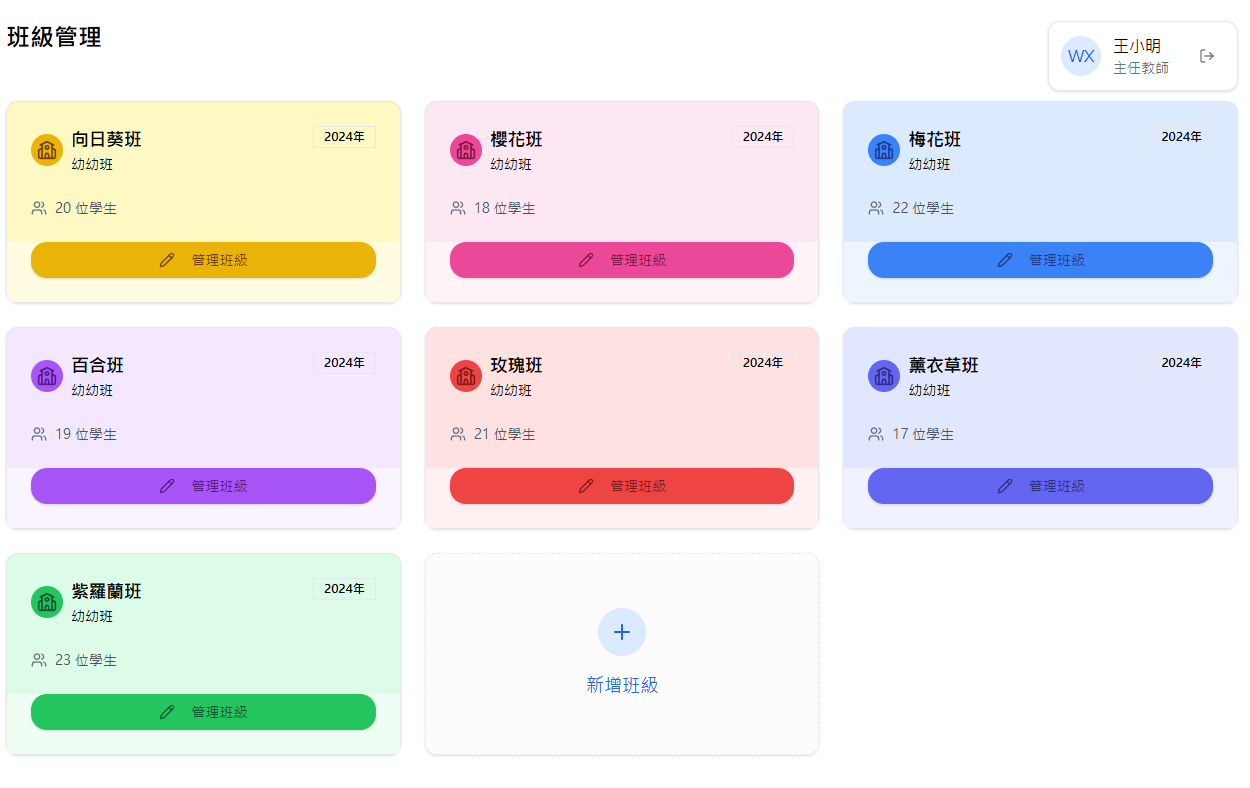 班級管理
WX
王小明
主任教師
向日葵班
2024年
幼幼班
20 位學生
管理班級
櫻花班
2024年
幼幼班
18 位學生
管理班級
梅花班
2024年
幼幼班
22 位學生
管理班級
百合班
2024年
幼幼班
19 位學生
管理班級
玫瑰班
2024年
幼幼班
21 位學生
管理班級
薰衣草班
2024年
幼幼班
17 位學生
管理班級
紫羅蘭班
2024年
幼幼班
23 位學生
管理班級
新增班級